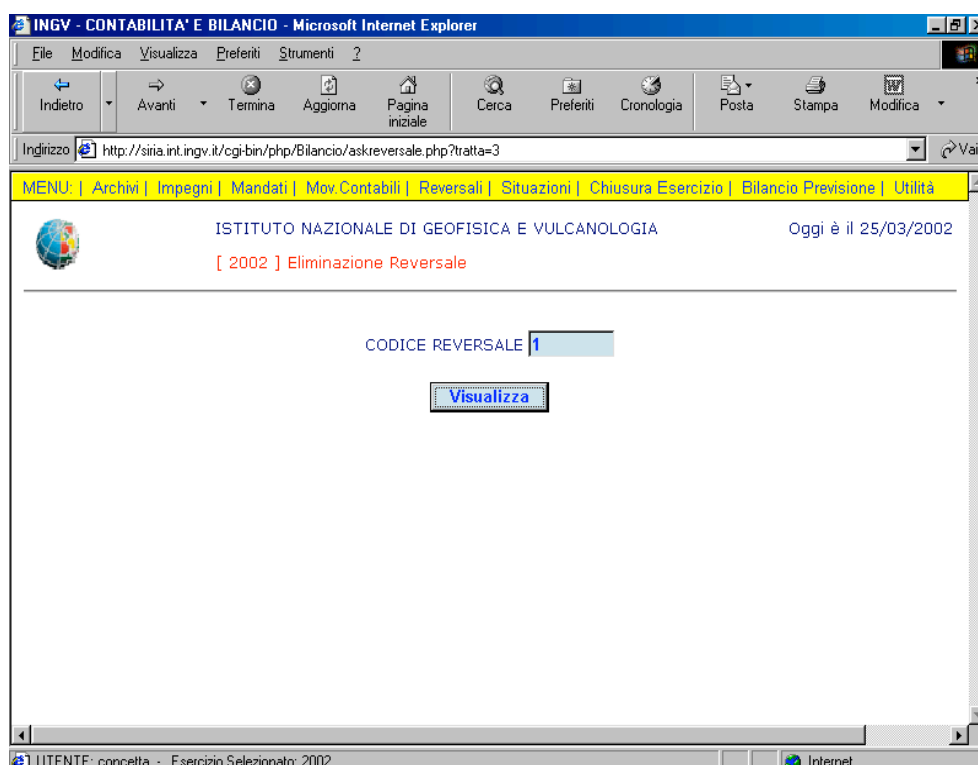 INGV - CONTABILITA' E BILANCIO - Microsoft Internet Explorer
File Modifica Visualizza Preferiti Strumenti ?
Indietro Avanti Termina Aggiorna Pagina iniziale Cerca Preferiti Cronologia Posta Stampa Modifica
Indirizzo http://siria.int.ingv.it/cgi-bin/php/Bilancio/askreversale.php?tratta=3 Vai
MENU: | Archivi | Impegni | Mandati | Mov.Contabili | Reversali | Situazioni | Chiusura Esercizio | Bilancio Previsione | Utilità
ISTITUTO NAZIONALE DI GEOFISICA E VULCANOLOGIA Oggi è il 25/03/2002
[ 2002 ] Eliminazione Reversale
CODICE REVERSALE 1
Visualizza
UTENTE: concetta - Esercizio Selezionato: 2002 Internet